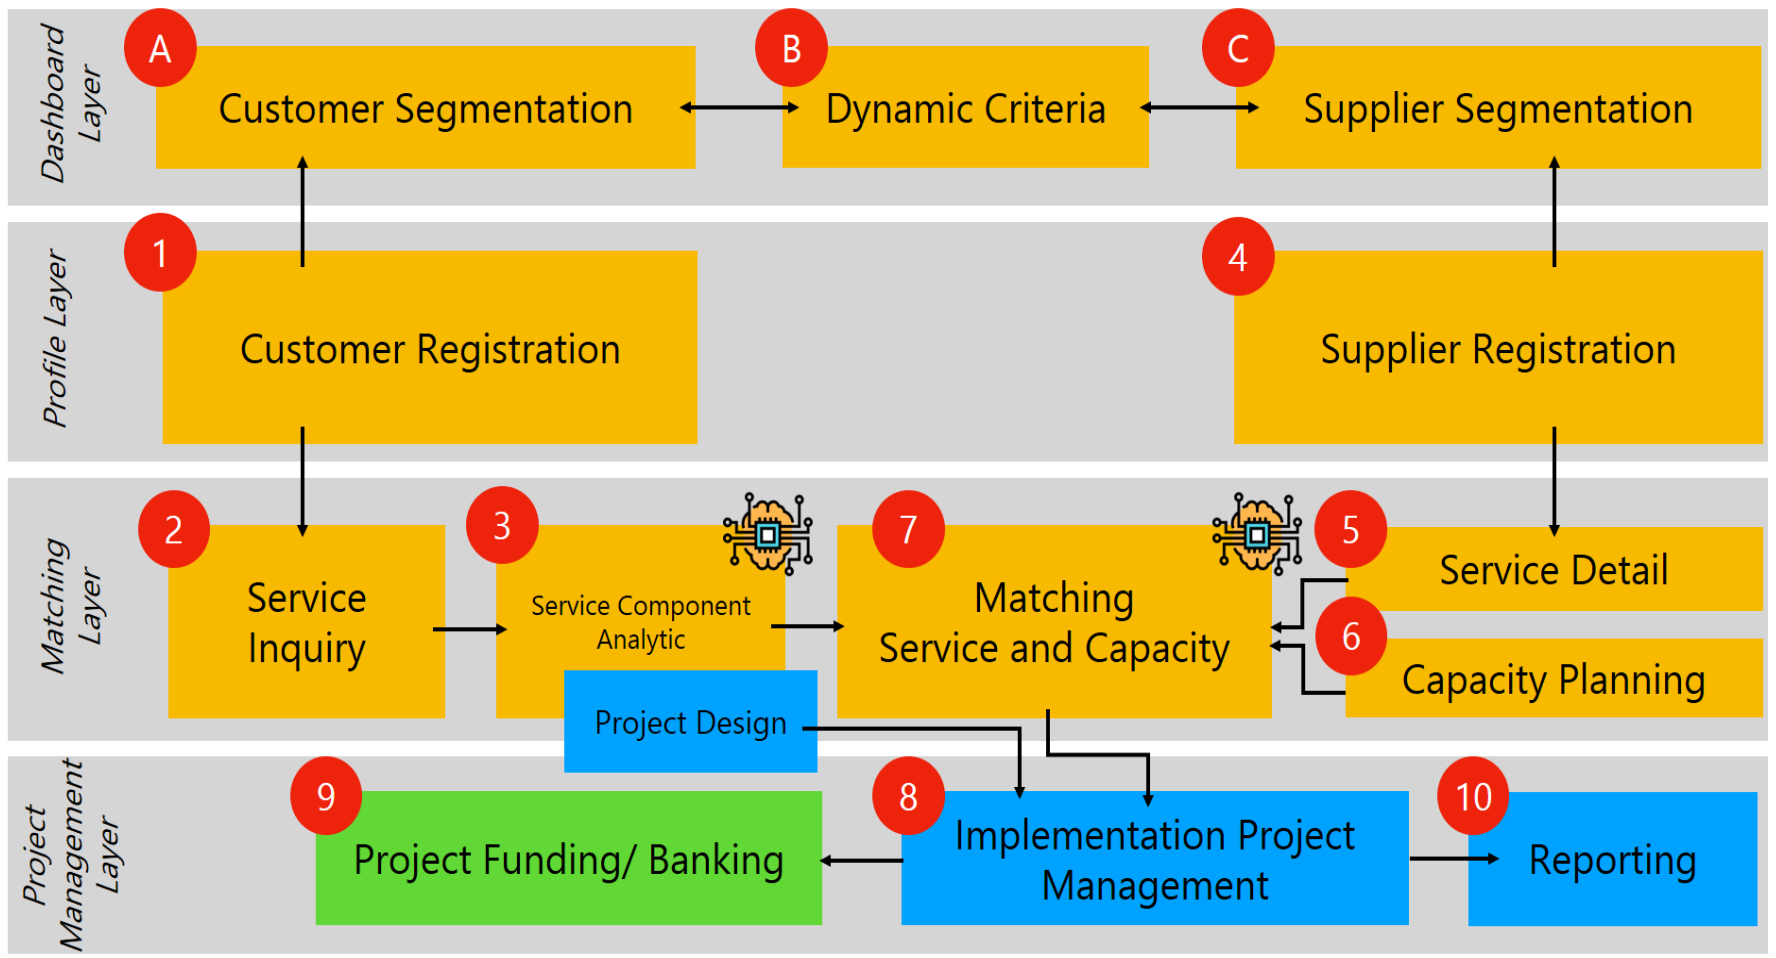 Dashboard
Layer
A
Customer Segmentation
B
Dynamic Criteria
C
Supplier Segmentation
Profile Layer
1
Customer Registration
4
Supplier Registration
Matching
Layer
2
Service
Inquiry
3
Service Component
Analytic
Project Design
7
Matching
Service and Capacity
5
Service Detail
6
Capacity Planning
Project
Management
Layer
9
Project Funding/ Banking
8
Implementation Project
Management
10
Reporting